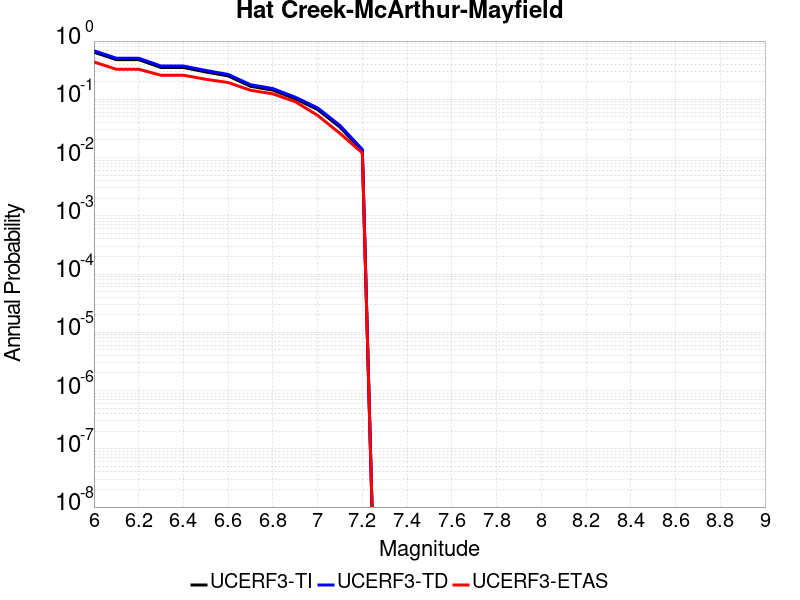 Hat Creek-McArthur-Mayfield
10^0
10^-1
10^-2
10^-3
10^-4
10^-5
10^-6
10^-7
10^-8
Annual Probability
6 6.2 6.4 6.6 6.8 7 7.2 7.4 7.6 7.8 8 8.2 8.4 8.6 8.8 9
Magnitude
UCERF3-TI UCERF3-TD UCERF3-ETAS